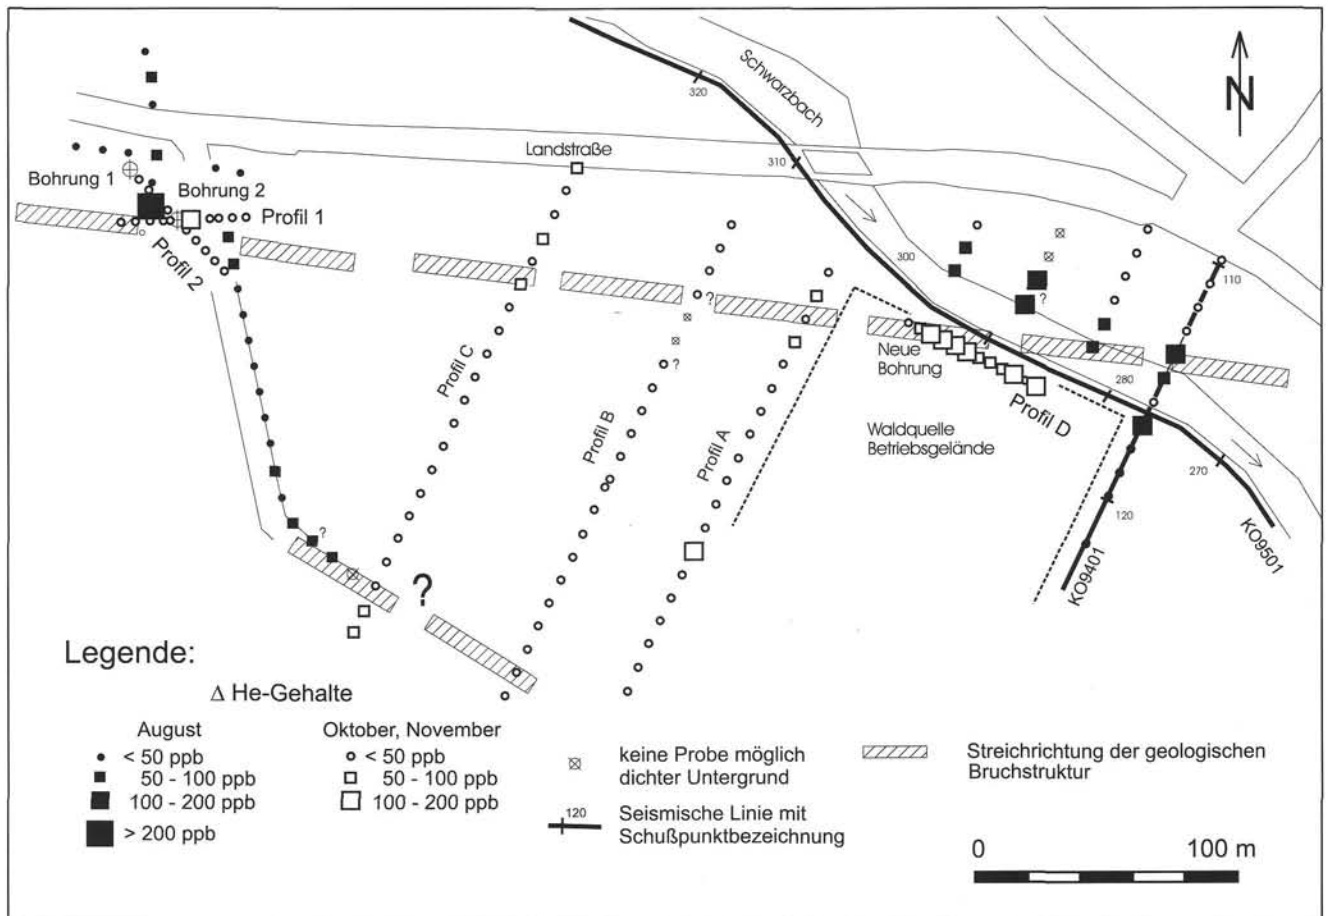 320
Schwarzbach
N
310
Landstraße
Bohrung 1
Bohrung 2
Profil 1
Profil 2
110
300
?
?
?
Neue
Bohrung
280
Profil C
Profil B
Profil A
Profil D
Waldquelle
Betriebsgelände
270
120
KO9401
KO9501
?
?
Legende:
Δ He-Gehalte
August
< 50 ppb
50 - 100 ppb
100 - 200 ppb
> 200 ppb
Oktober, November
< 50 ppb
50 - 100 ppb
100 - 200 ppb
keine Probe möglich
dichter Untergrund
120
Seismische Linie mit
Schußpunktbezeichnung
Streichrichtung der geologischen
Bruchstruktur
0 100 m